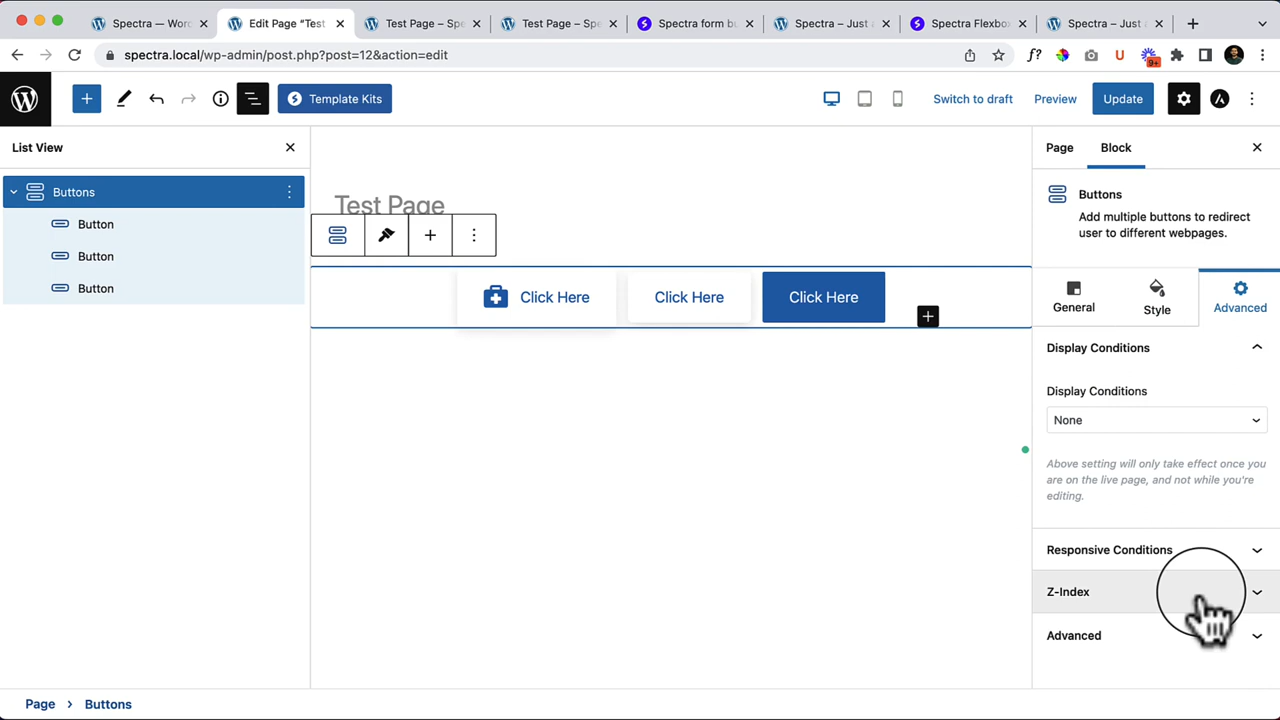 Spectra — Wor
Edit Page “Test
Test Page – Spe
Test Page – Spe
Spectra form bu
Spectra – Just a
Spectra Flexbo
Spectra – Just a
spectra.local/wp-admin/post.php?post=12&action=edit
f?
U
9+
Template Kits
Switch to draft
Preview
Update
List View
Page
Block
Buttons
Button
Button
Button
Test Page
Click Here
Click Here
Click Here
Buttons
Add multiple buttons to redirect
user to different webpages.
General
Style
Advanced
Display Conditions
Display Conditions
None
Above setting will only take effect once you
are on the live page, and not while you're
editing.
Responsive Conditions
Z-Index
Advanced
Page
Buttons